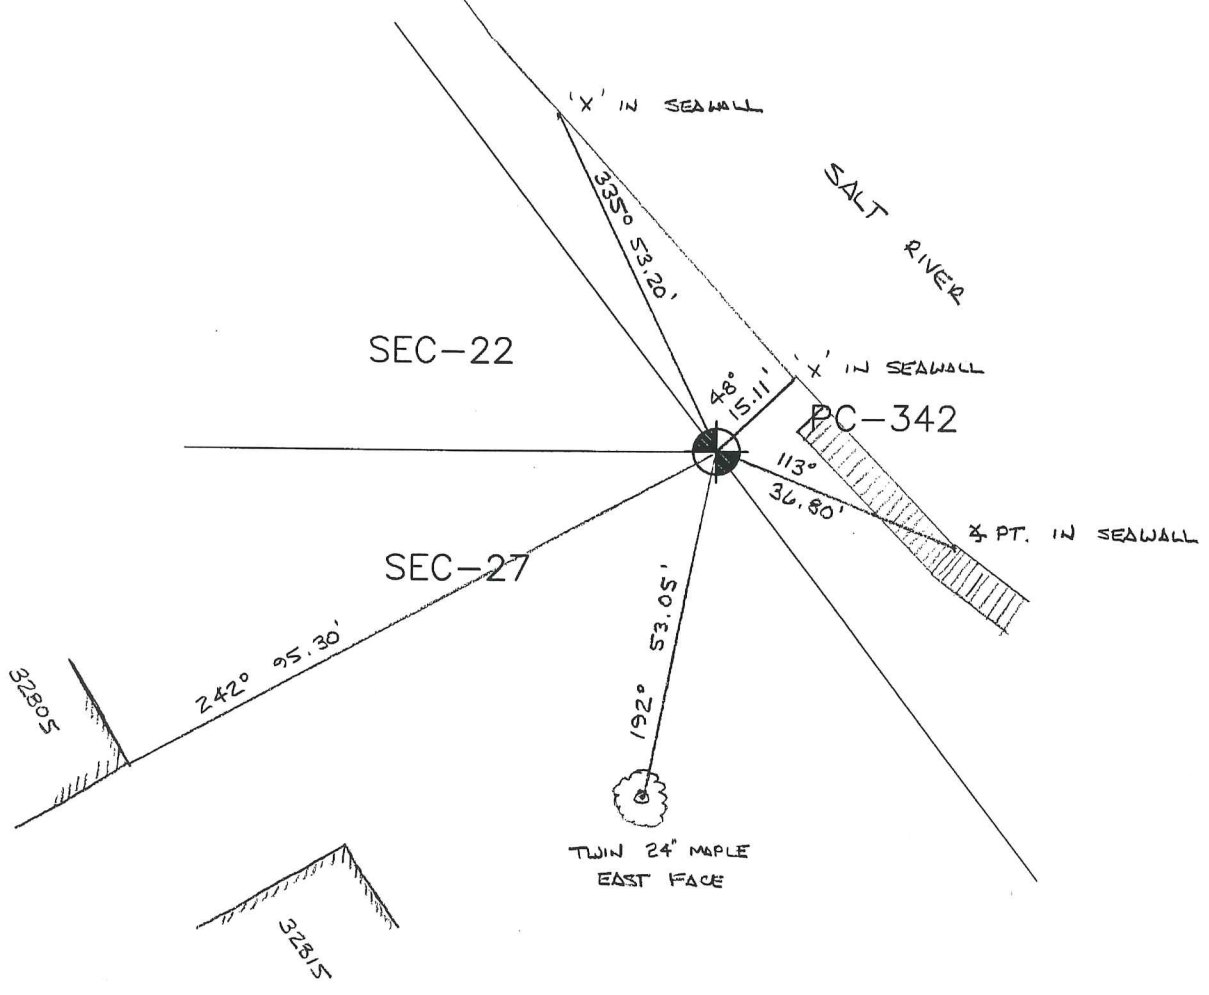 'X' IN SEAWALL
SALT RIVER
335° 53.20'
SEC-22
'X' IN SEAWALL
48°
15.11'
PC-342
113°
36.80'
∡ PT. IN SEAWALL
SEC-27
192° 53.05'
242° 95.30'
32805
TWIN 24" MAPLE
EAST FACE
32815